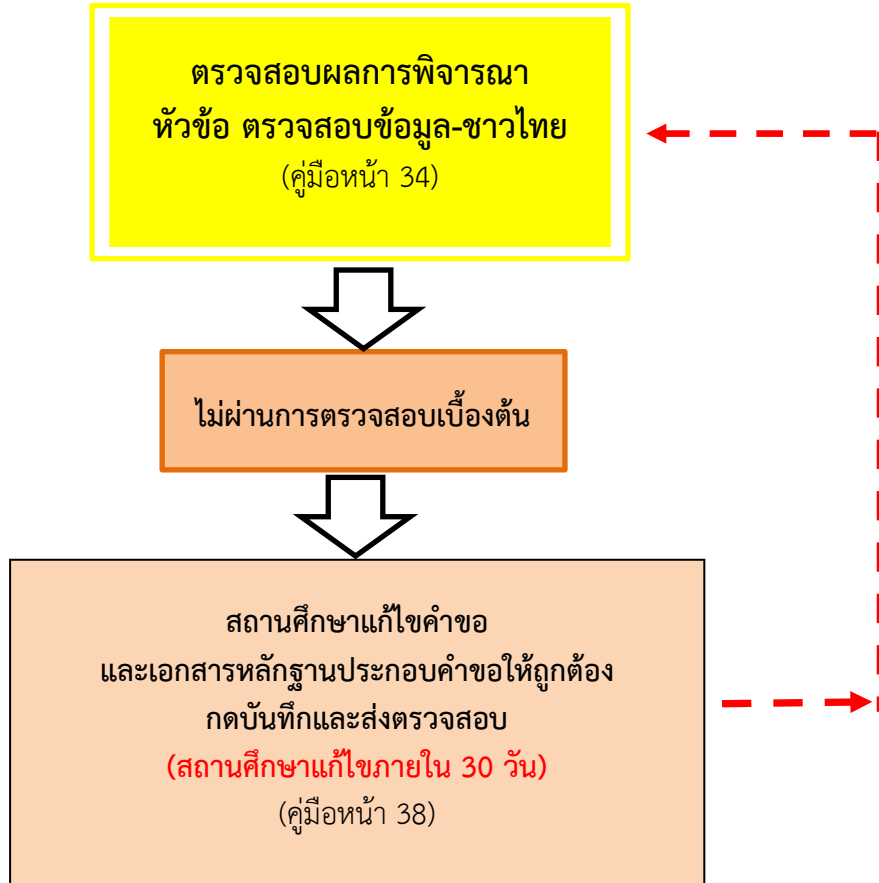 ตรวจสอบผลการพิจารณา
หัวข้อ ตรวจสอบข้อมูล-ชาวไทย
(คู่มือหน้า 34)
ไม่ผ่านการตรวจสอบเบื้องต้น
สถานศึกษาแก้ไขคำขอ
และเอกสารหลักฐานประกอบคำขอให้ถูกต้อง
กดบันทึกและส่งตรวจสอบ
(สถานศึกษาแก้ไขภายใน 30 วัน)
(คู่มือหน้า 38)